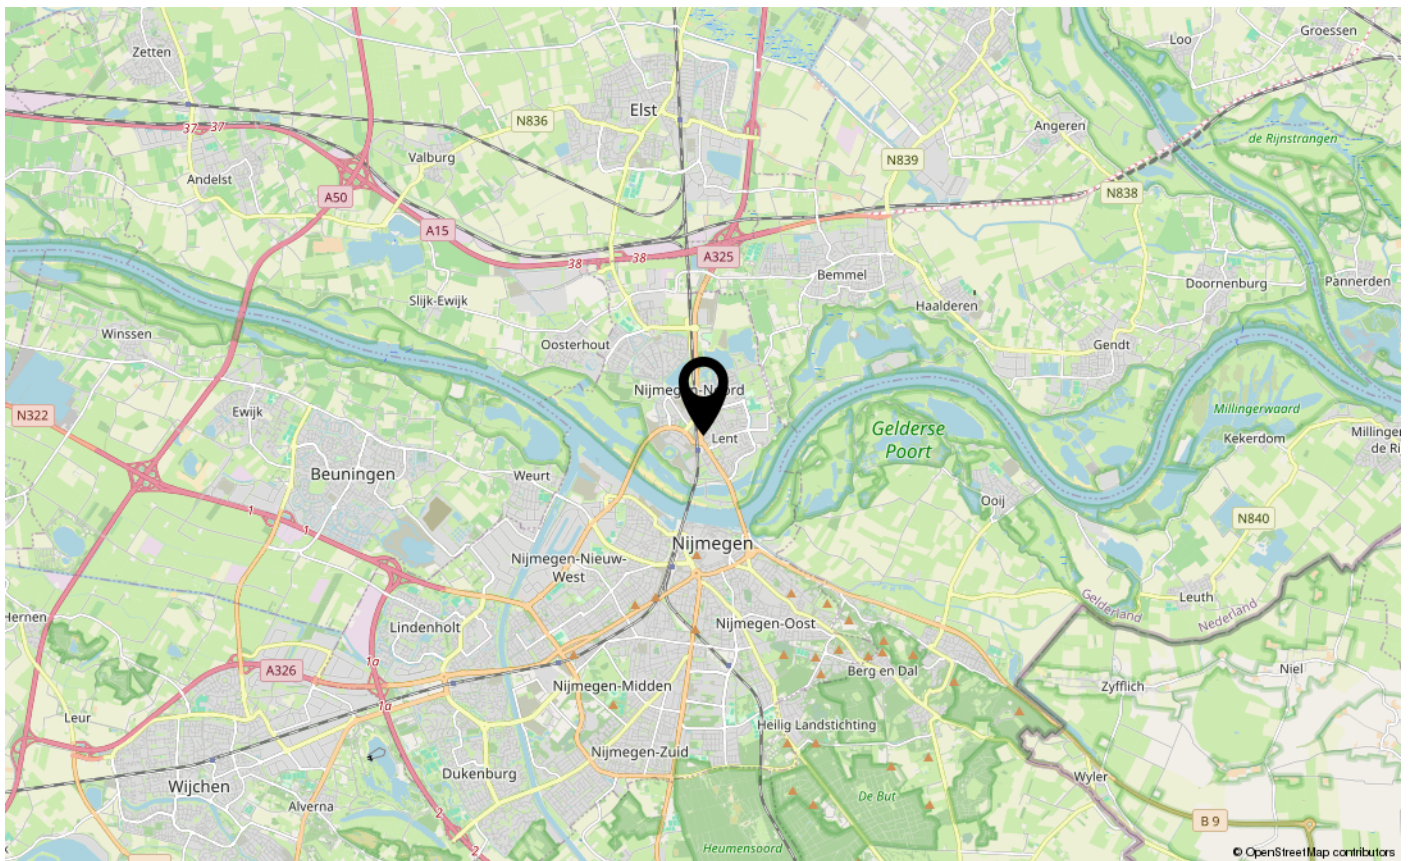 Zetten
Loo
Groessen
Elst
N836
37
37
Angeren
de Rijnstrangen
Valburg
N839
Andelst
A50
N838
A15
38
38
A325
Bemmel
Doornenburg
Pannerden
Slijk-Ewijk
Haalderen
Winssen
Oosterhout
Gendt
Nijmegen-Noord
N322
Ewijk
Millingerwaard
Gelderse
Poort
Lent
Kekerdom
Millingen
de Ri
Beuningen
Weurt
Ooij
1
1
N840
Nijmegen
Nijmegen-Nieuw-
West
Leuth
Gelderland
Nederland
Hernen
Lindenholt
Nijmegen-Oost
1a
A326
Berg en Dal
Niel
Nijmegen-Midden
Zyfflich
1a
Leur
Heilig Landstichting
Nijmegen-Zuid
Dukenburg
Wyler
Wijchen
De But
Alverna
2
B 9
Heumensoord
2
© OpenStreetMap contributors